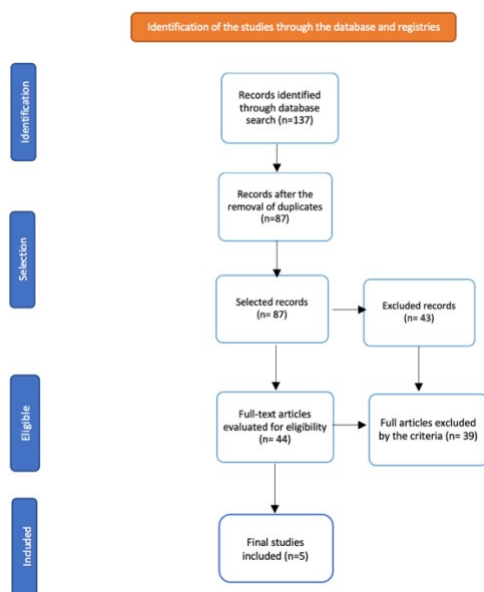 Identification of the studies through the database and registries
Identification
Records identified
through database
search (n=137)
Records after the
removal of duplicates
(n=87)
Selection
Selected records
(n= 87)
Excluded records
(n= 43)
Eligible
Full-text articles
evaluated for eligibility
(n= 44)
Full articles excluded
by the criteria (n= 39)
Included
Final studies
included (n=5)